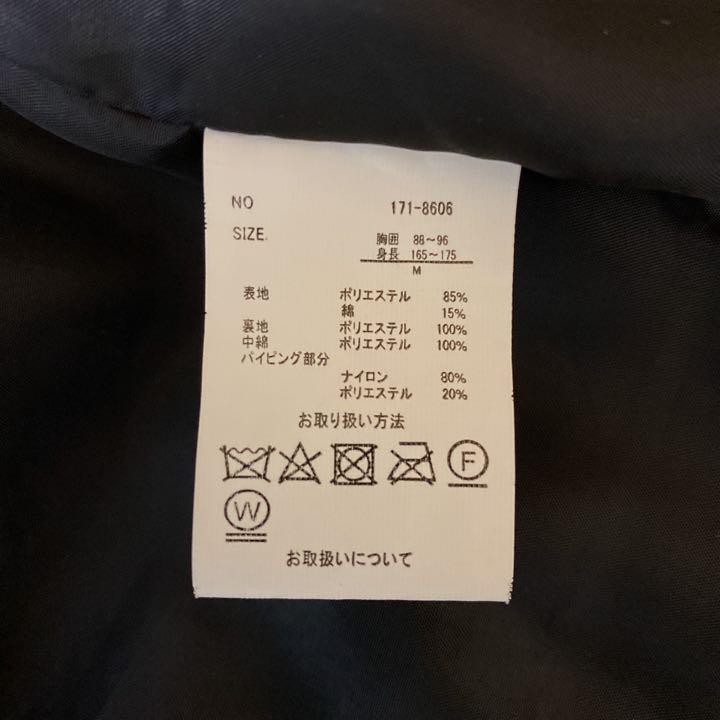 NO 171-8606
SIZE. 胸囲 88～96
身長 165～175
M
表地 ポリエステル 85%
綿 15%
裏地 ポリエステル 100%
中綿 ポリエステル 100%
パイピング部分
ナイロン 80%
ポリエステル 20%
お取り扱い方法
F
W
お取扱いについて